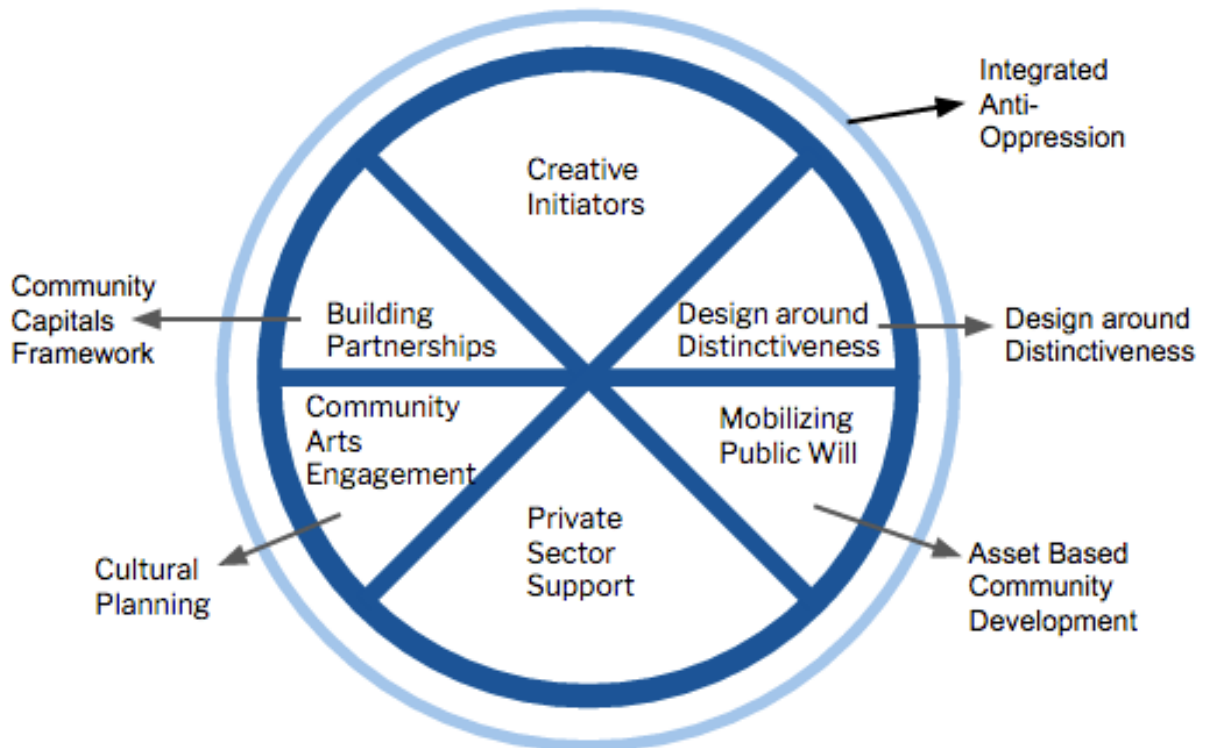 Integrated
Anti-
Oppression
Creative
Initiators
Community
Capitals
Framework
Building
Partnerships
Design around
Distinctiveness
Design around
Distinctiveness
Community
Arts
Engagement
Mobilizing
Public Will
Private
Sector
Support
Cultural
Planning
Asset Based
Community
Development